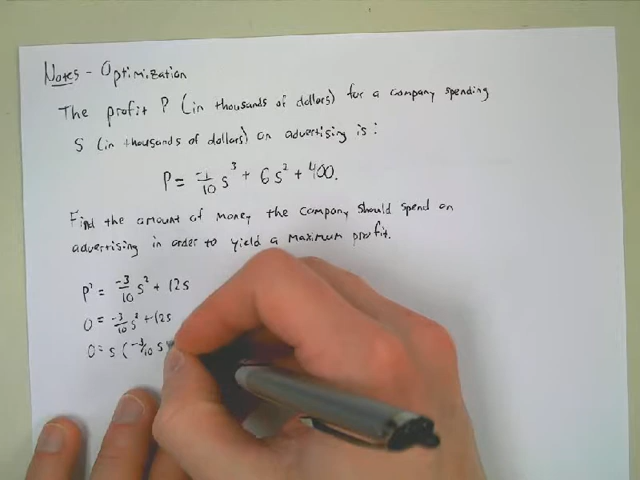 Notes - Optimization
The profit P (in thousands of dollars) for a company spending
S (in thousands of dollars) on advertising is:
P = -1/10 s³ + 6s² + 400.
Find the amount of money the company should spend on
advertising in order to yield a maximum profit.
P' = -3/10 s² + 12s
0 = -3/10 s² + 12s
0 = s (-3/10 s